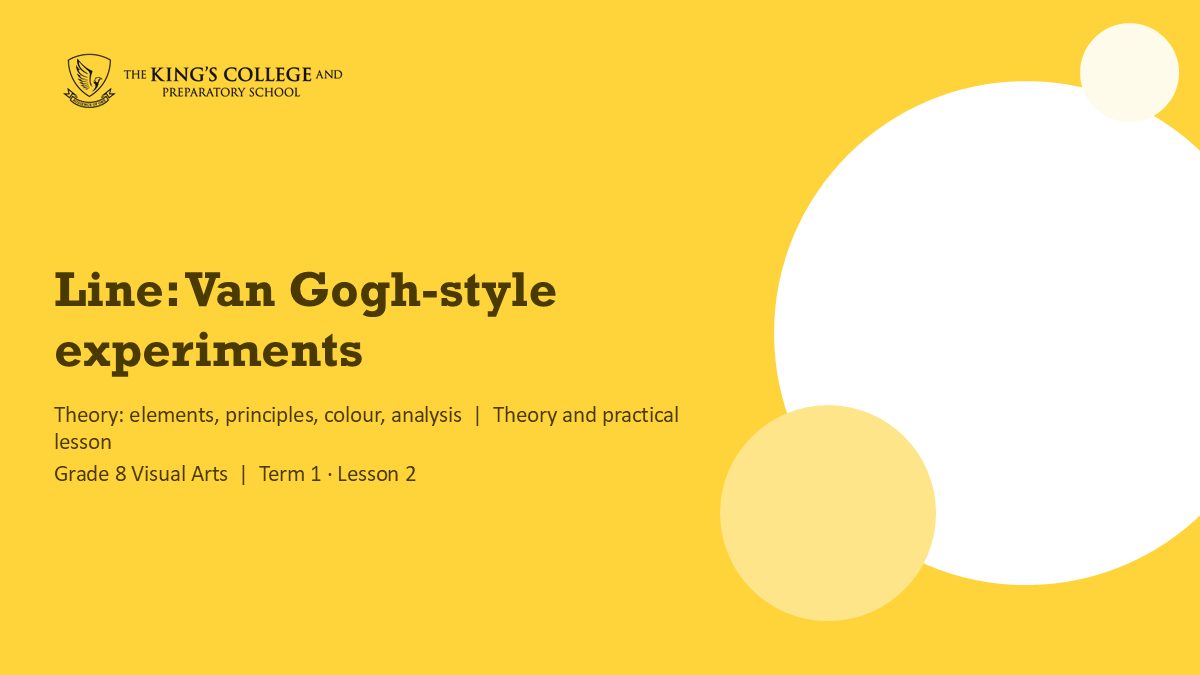 THE KING'S COLLEGE AND
PREPARATORY SCHOOL
Line: Van Gogh-style
experiments
Theory: elements, principles, colour, analysis | Theory and practical
lesson
Grade 8 Visual Arts | Term 1 · Lesson 2